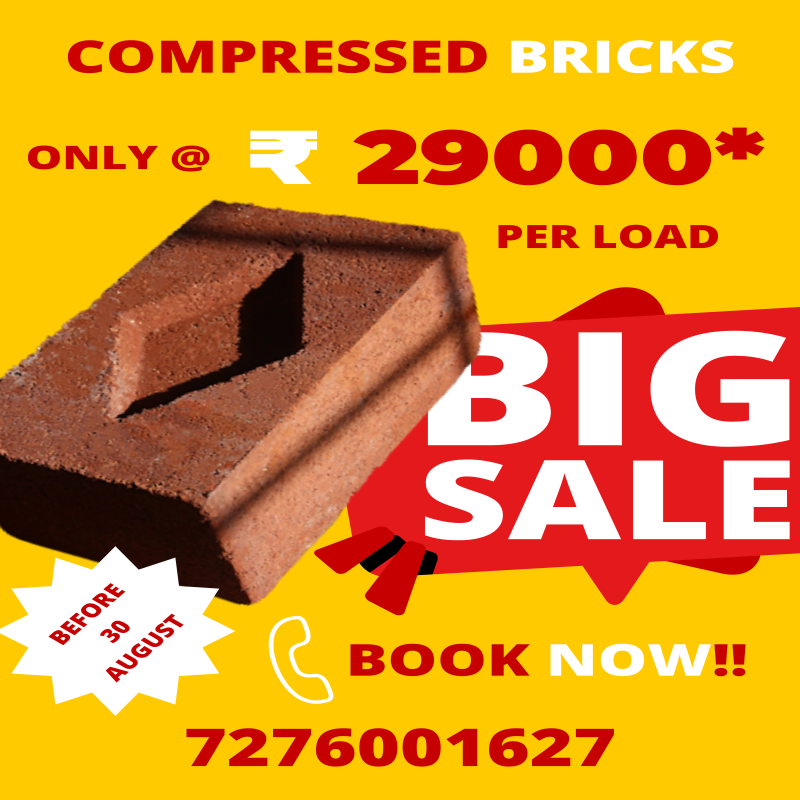 COMPRESSED BRICKS
ONLY @ ₹ 29000*
PER LOAD
BIG
SALE
BEFORE
30
AUGUST
BOOK NOW!!
7276001627